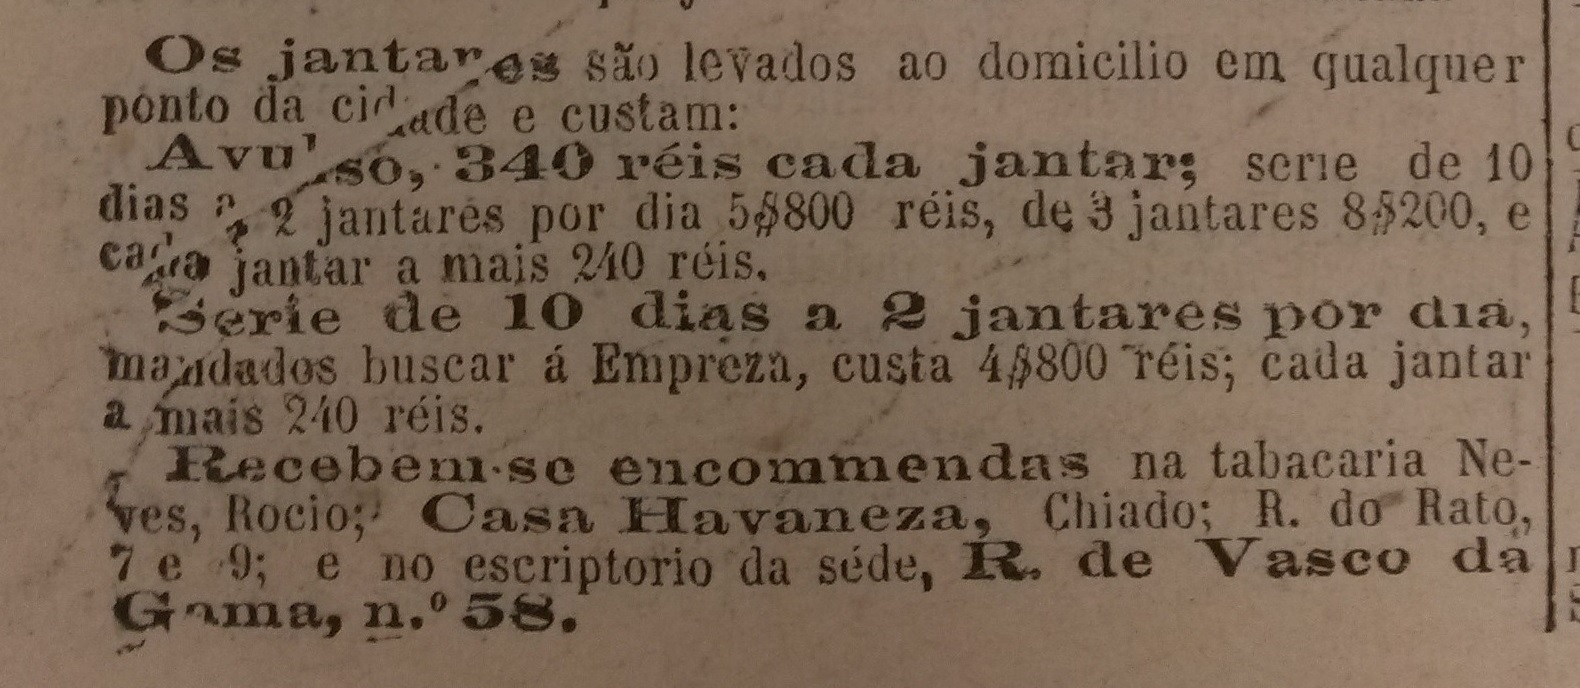 Os jantares são levados ao domicilio em qualquer
ponto da cidade e custam:
Avulso, 340 réis cada jantar; serie de 10
dias a 2 jantares por dia 5$800 réis, de 3 jantares 8$200, e
cada jantar a mais 240 réis.
Serie de 10 dias a 2 jantares por dia,
mandados buscar á Empreza, custa 4$800 réis; cada jantar
a mais 240 réis.
Recebem-se encommendas na tabacaria Ne-
ves, Rocio; Casa Havaneza, Chiado; R. do Rato,
7 e 9; e no escriptorio da séde, R. de Vasco da
Gama, n.º 58.